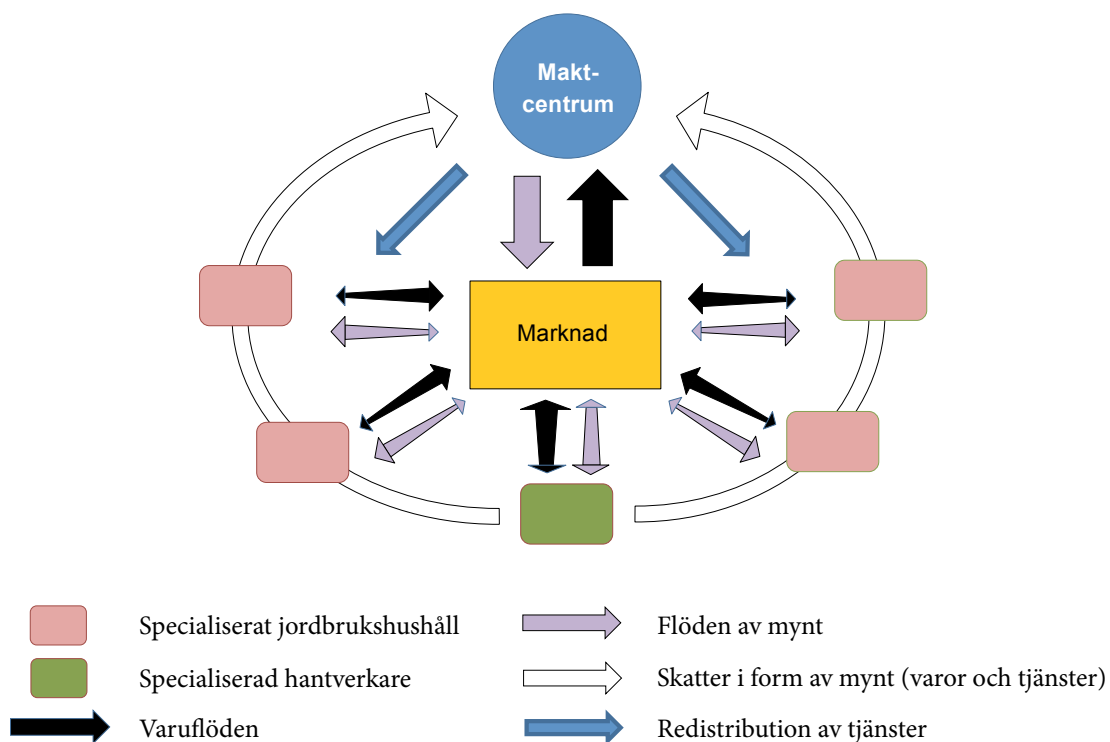 Makt-
centrum
Marknad
Specialiserat jordbrukshushåll
Flöden av mynt
Specialiserad hantverkare
Skatter i form av mynt (varor och tjänster)
Varuflöden
Redistribution av tjänster